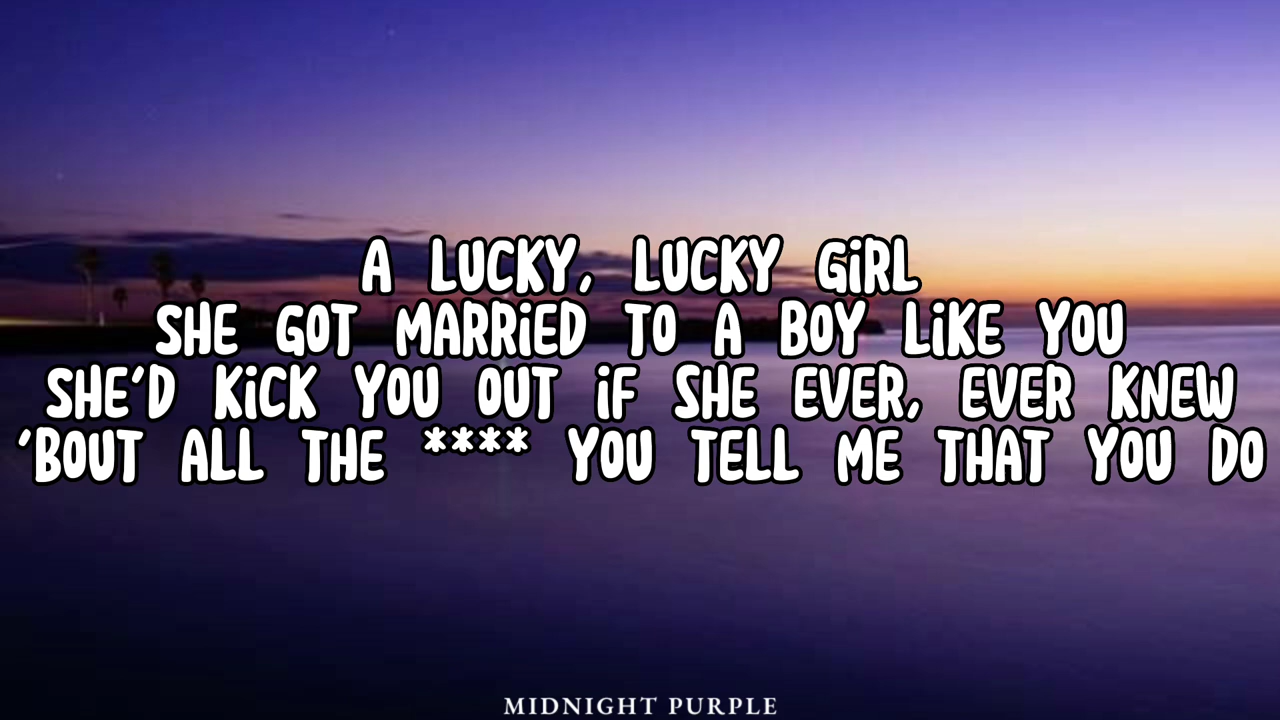 A LUCKY, LUCKY GiRL
SHE GOT MARRiED TO A BOY LiKE YOU
SHE'D KiCK YOU OUT iF SHE EVER, EVER KNEW
'BOUT ALL THE **** YOU TELL ME THAT YOU DO
MIDNIGHT PURPLE